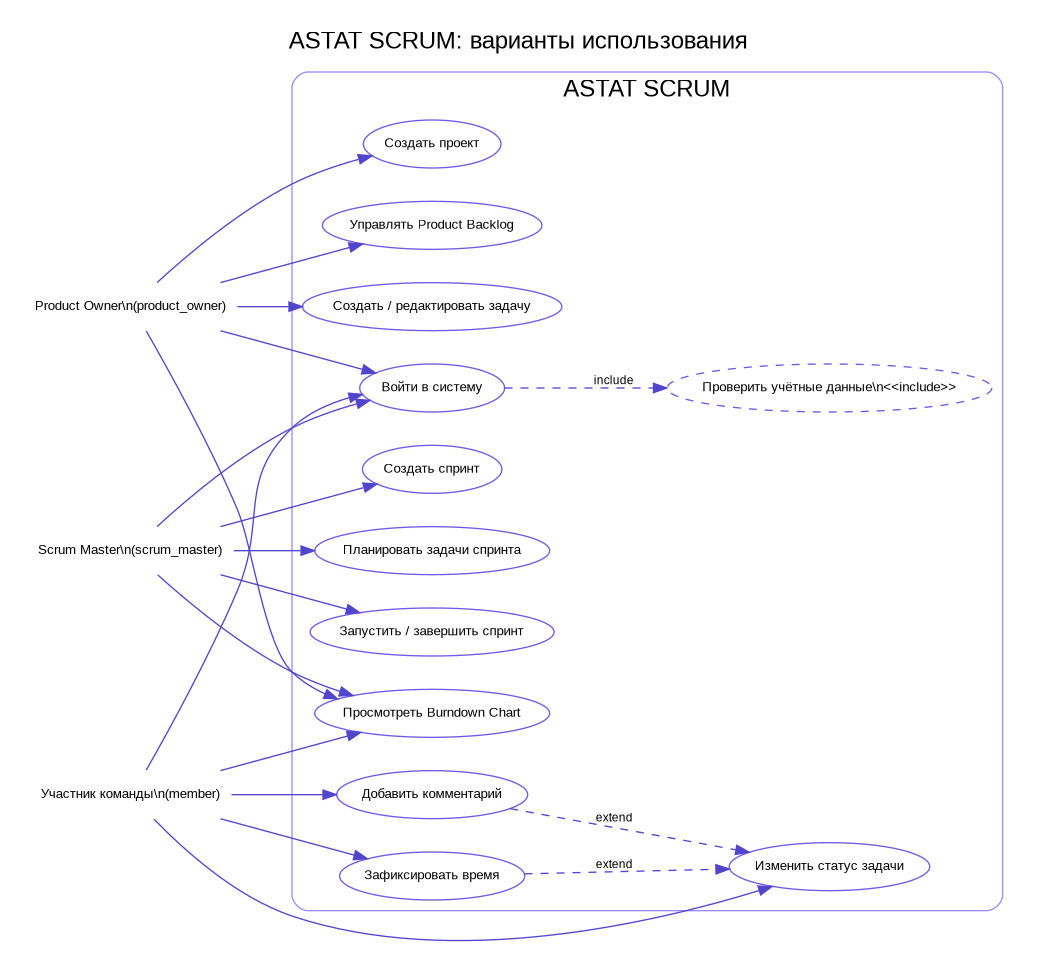 ASTAT SCRUM: варианты использования
ASTAT SCRUM
Создать проект
Управлять Product Backlog
Product Owner\n(product_owner)
Создать / редактировать задачу
Войти в систему
include
Проверить учётные данные\n<<include>>
Создать спринт
Scrum Master\n(scrum_master)
Планировать задачи спринта
Запустить / завершить спринт
Просмотреть Burndown Chart
Участник команды\n(member)
Добавить комментарий
extend
Зафиксировать время
extend
Изменить статус задачи